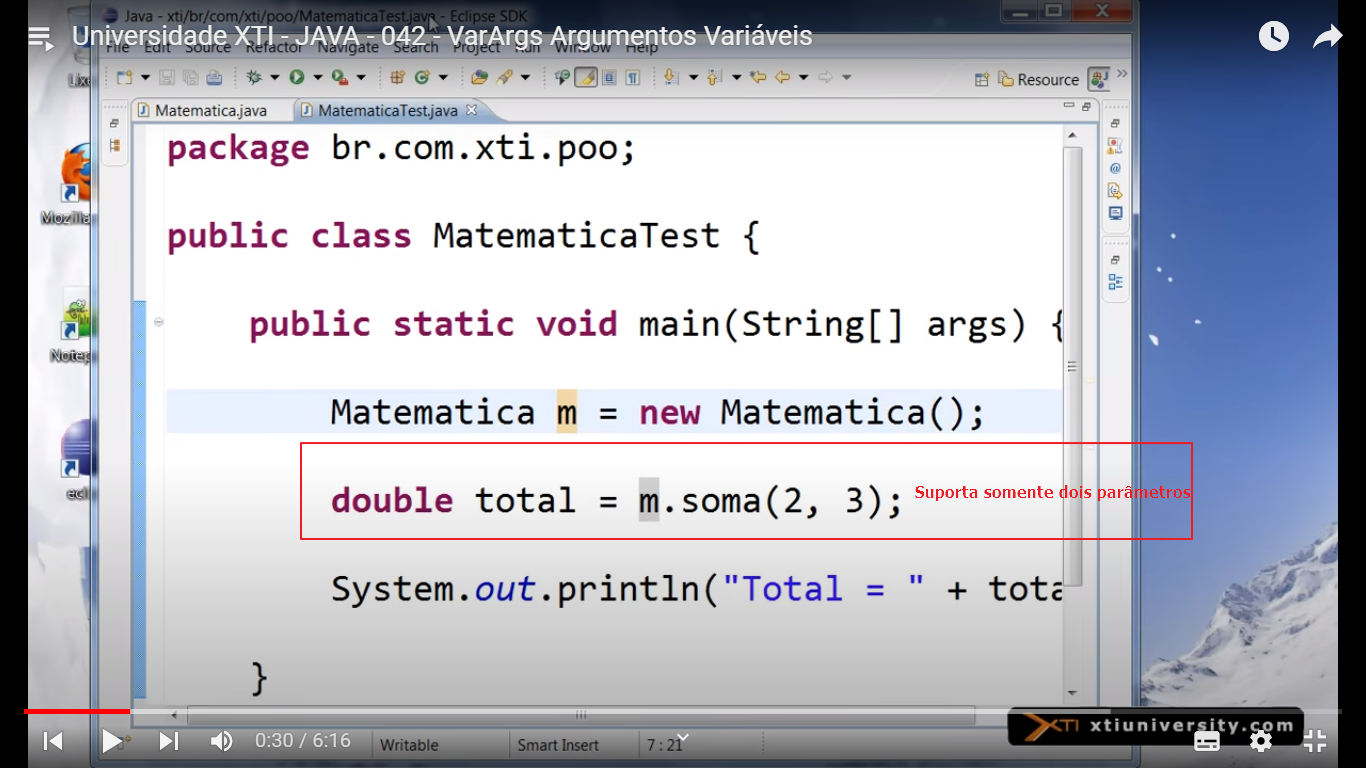 Java - xti/br/com/xti/poo/MatematicaTest.java - Eclipse SDK
Universidade XTI - JAVA - 042 - VarArgs Argumentos Variáveis
File Edit Source Refactor Navigate Search Project Run Window Help
Resource
Matematica.java
MatematicaTest.java
package br.com.xti.poo;
public class MatematicaTest {
public static void main(String[] args) {
Matematica m = new Matematica();
double total = m.soma(2, 3);
Suporta somente dois parâmetros
System.out.println("Total = " + tota
}
Lixe
Mozilla
Notep
ecl
XTI xtiuniversity.com
0:30 / 6:16
Writable
Smart Insert
7 : 21